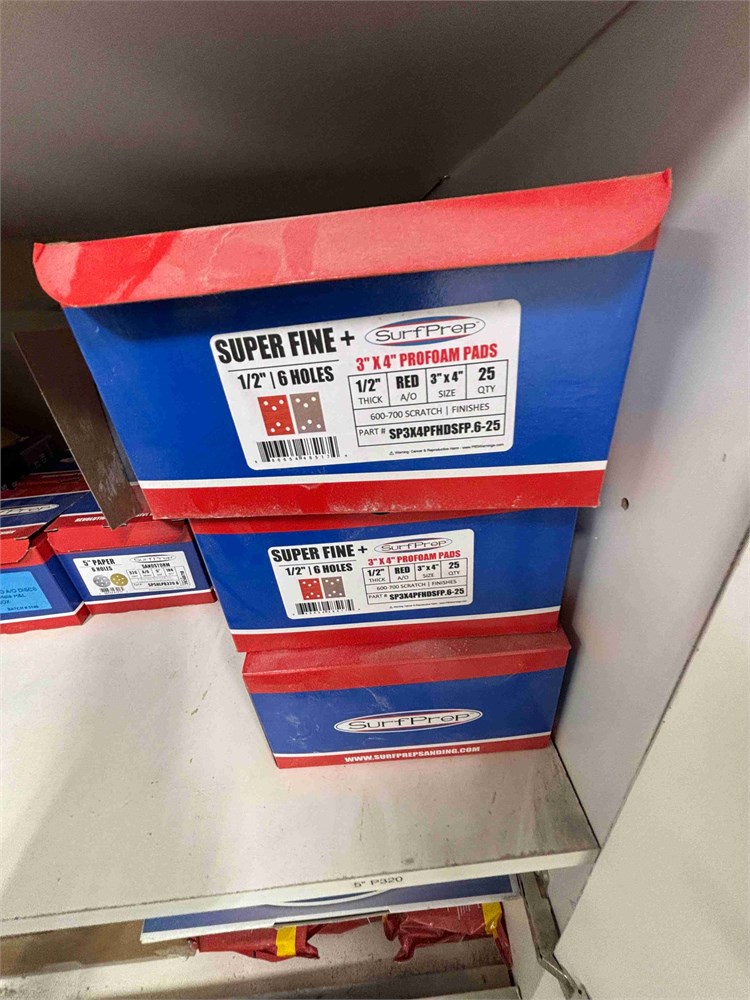 SUPER FINE +
SurfPrep
1/2" | 6 HOLES
3" X 4" PROFOAM PADS
1/2" THICK
RED A/O
3" x 4" SIZE
25 QTY
600-700 SCRATCH | FINISHES
PART # SP3X4PFHDSFP.6-25
SUPER FINE +
SurfPrep
1/2" | 6 HOLES
3" X 4" PROFOAM PADS
1/2" THICK
RED A/O
3" x 4" SIZE
25 QTY
600-700 SCRATCH | FINISHES
PART # SP3X4PFHDSFP.6-25
SurfPrep
WWW.SURFPREPSANDING.COM
5" PAPER
6 HOLES
SurfPrep
SANDSTORM
5" P320